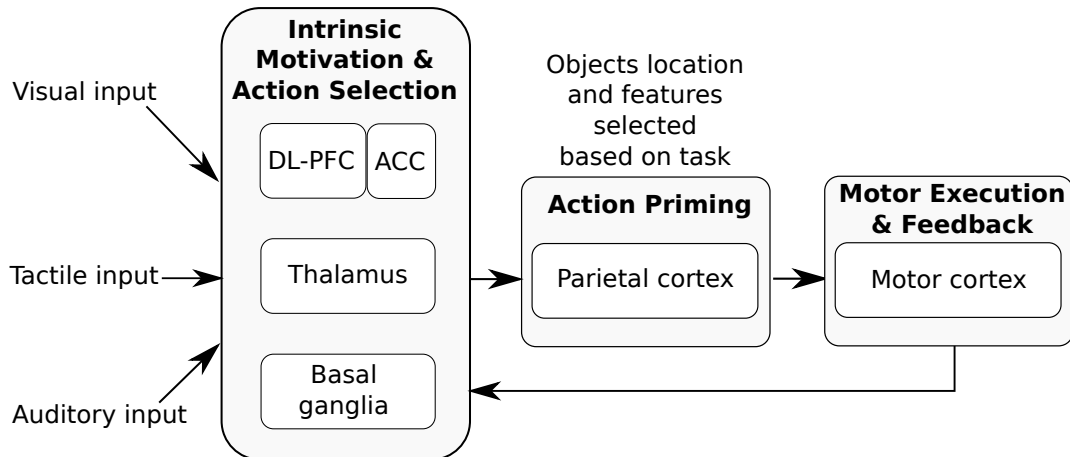 Visual input
Tactile input
Auditory input
Intrinsic
Motivation &
Action Selection
DL-PFC
ACC
Thalamus
Basal
ganglia
Objects location
and features
selected
based on task
Action Priming
Parietal cortex
Motor Execution
& Feedback
Motor cortex